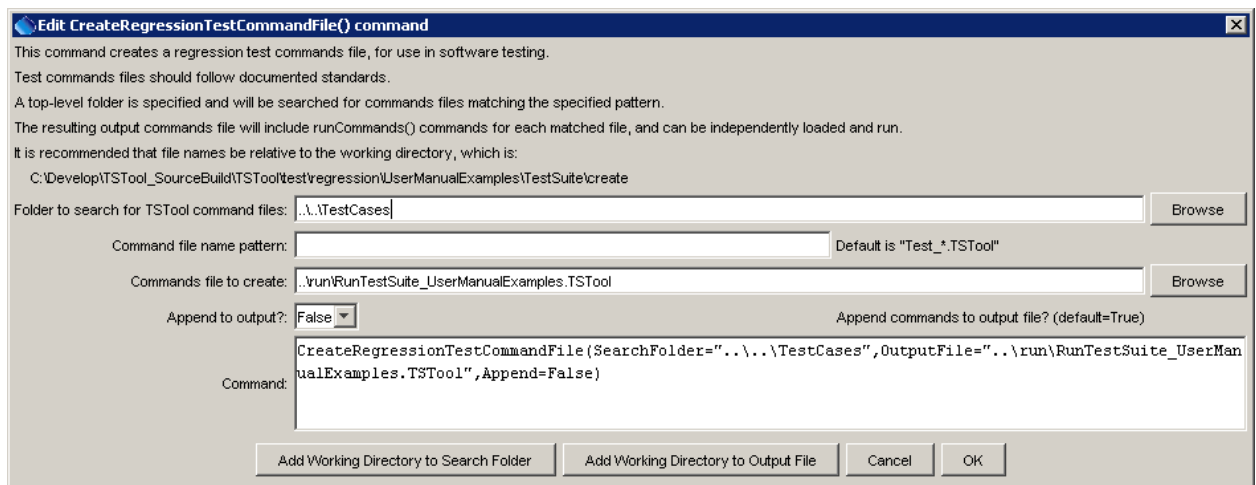 Edit CreateRegressionTestCommandFile() command
This command creates a regression test commands file, for use in software testing.
Test commands files should follow documented standards.
A top-level folder is specified and will be searched for commands files matching the specified pattern.
The resulting output commands file will include runCommands() commands for each matched file, and can be independently loaded and run.
It is recommended that file names be relative to the working directory, which is:
C:\Develop\TSTool_SourceBuild\TSTool\test\regression\UserManualExamples\TestSuite\create
Folder to search for TSTool command files: ..\..\TestCases Browse
Command file name pattern: Default is "Test_*.TSTool"
Commands file to create: ..\run\RunTestSuite_UserManualExamples.TSTool Browse
Append to output?: False Append commands to output file? (default=True)
CreateRegressionTestCommandFile(SearchFolder="..\..\TestCases",OutputFile="..\run\RunTestSuite_UserMan
Command: ualExamples.TSTool",Append=False)
Add Working Directory to Search Folder Add Working Directory to Output File Cancel OK